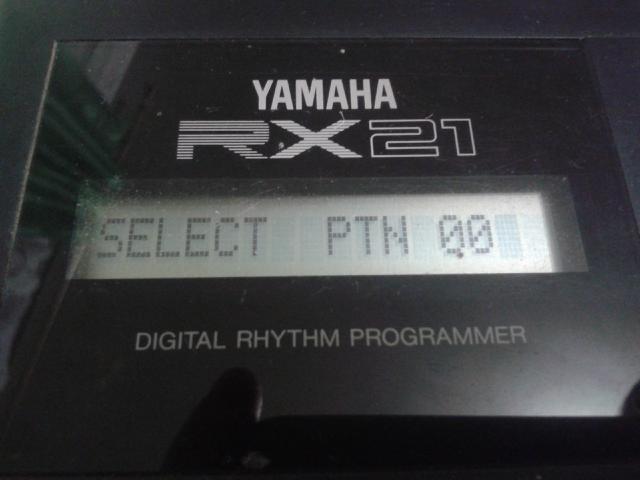 YAMAHA
RX21
SELECT PTN 00
DIGITAL RHYTHM PROGRAMMER